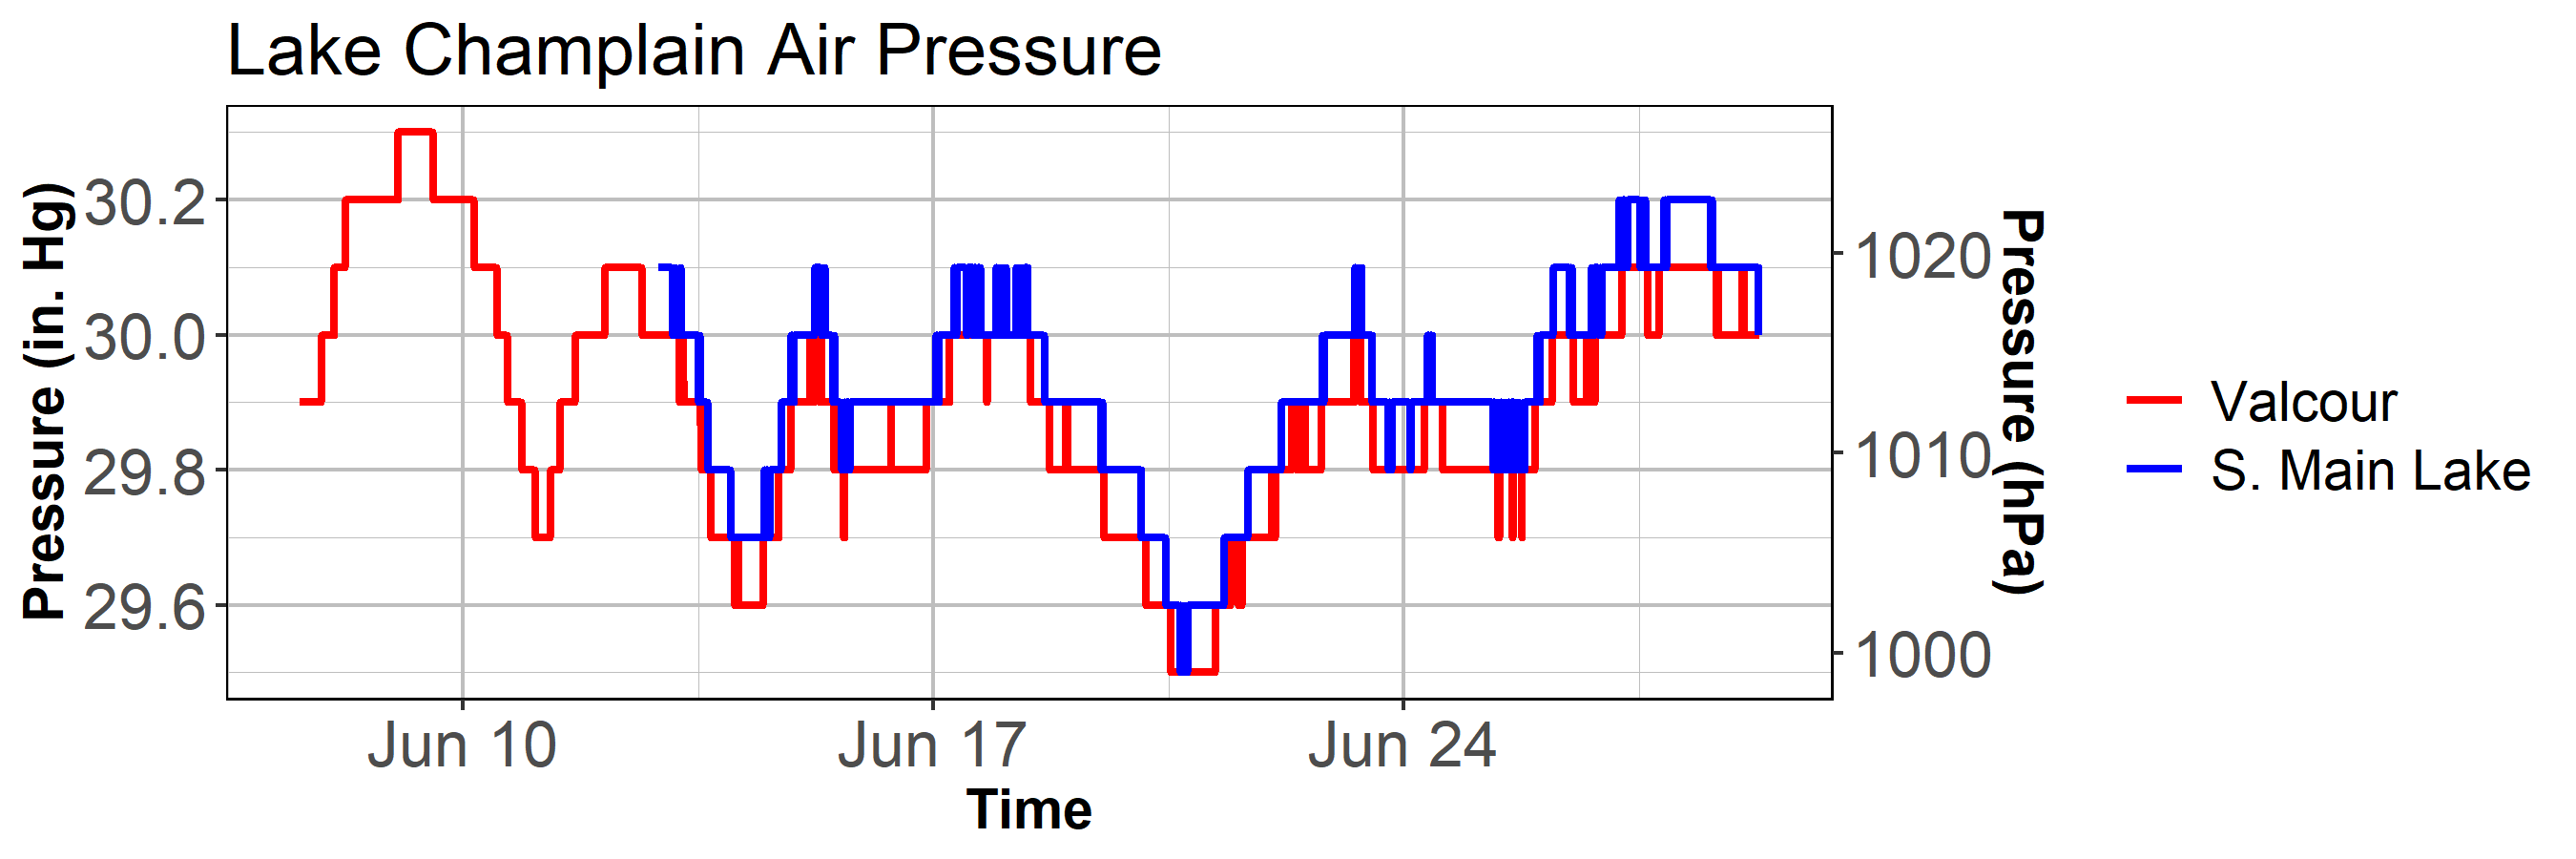 Lake Champlain Air Pressure
Pressure (in. Hg)
30.2
30.0
29.8
29.6
1020
1010
1000
Pressure (hPa)
Jun 10
Jun 17
Jun 24
Time
Valcour
S. Main Lake